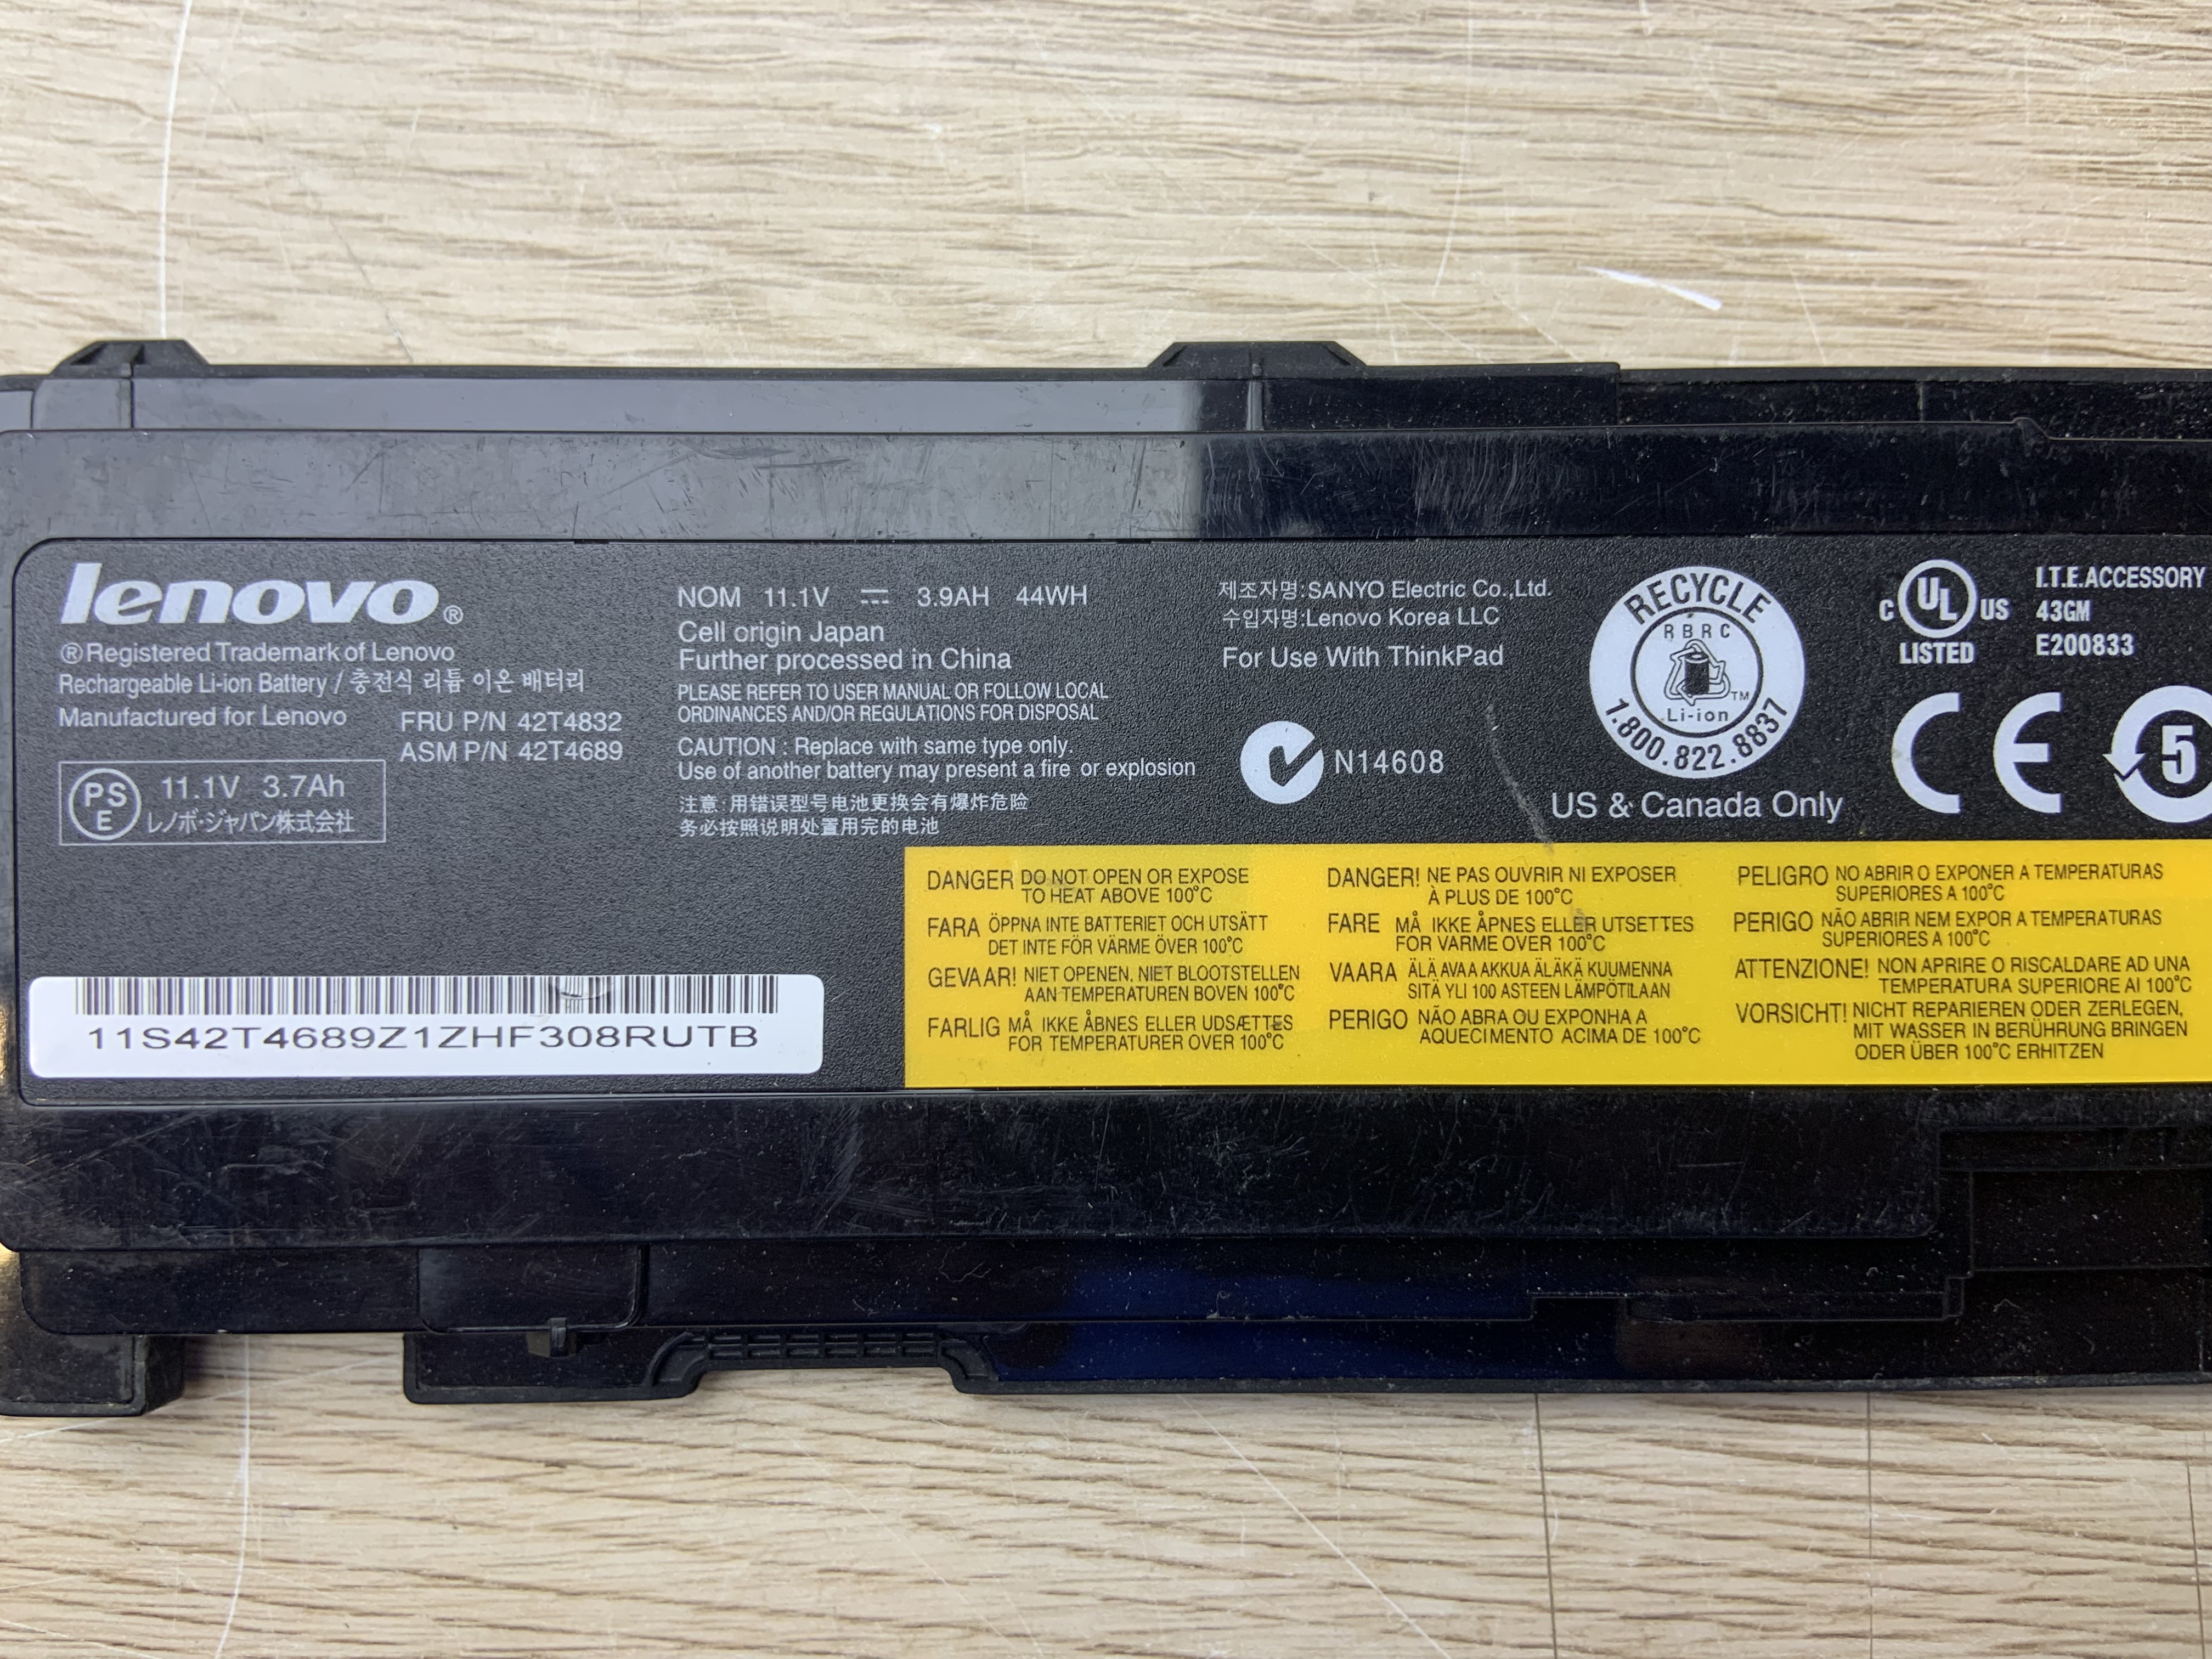 lenovo®
®Registered Trademark of Lenovo
Rechargeable Li-ion Battery / 충전식 리튬 이온 배터리
Manufactured for Lenovo
FRU P/N 42T4832
ASM P/N 42T4689
PS
E
11.1V 3.7Ah
レノボ・ジャパン株式会社
11S42T4689Z1ZHF308RUTB
NOM 11.1V ⎓ 3.9AH 44WH
Cell origin Japan
Further processed in China
PLEASE REFER TO USER MANUAL OR FOLLOW LOCAL
ORDINANCES AND/OR REGULATIONS FOR DISPOSAL
CAUTION : Replace with same type only.
Use of another battery may present a fire or explosion
注意:用错误型号电池更换会有爆炸危险
务必按照说明处置用完的电池
제조자명:SANYO Electric Co.,Ltd.
수입자명:Lenovo Korea LLC
For Use With ThinkPad
N14608
RECYCLE
RBRC
TM
Li-ion
1.800.822.8837
US & Canada Only
C UL US
LISTED
I.T.E.ACCESSORY
43GM
E200833
CE
5
DANGER DO NOT OPEN OR EXPOSE
TO HEAT ABOVE 100°C
FARA ÖPPNA INTE BATTERIET OCH UTSÄTT
DET INTE FÖR VÄRME ÖVER 100°C
GEVAAR! NIET OPENEN, NIET BLOOTSTELLEN
AAN TEMPERATUREN BOVEN 100°C
FARLIG MÅ IKKE ÅBNES ELLER UDSÆTTES
FOR TEMPERATURER OVER 100°C
DANGER! NE PAS OUVRIR NI EXPOSER
À PLUS DE 100°C
FARE MÅ IKKE ÅPNES ELLER UTSETTES
FOR VARME OVER 100°C
VAARA ÄLÄ AVAA AKKUA ÄLÄKÄ KUUMENNA
SITÄ YLI 100 ASTEEN LÄMPÖTILAAN
PERIGO NÃO ABRA OU EXPONHA A
AQUECIMENTO ACIMA DE 100°C
PELIGRO NO ABRIR O EXPONER A TEMPERATURAS
SUPERIORES A 100°C
PERIGO NÃO ABRIR NEM EXPOR A TEMPERATURAS
SUPERIORES A 100°C
ATTENZIONE! NON APRIRE O RISCALDARE AD UNA
TEMPERATURA SUPERIORE AI 100°C
VORSICHT! NICHT REPARIEREN ODER ZERLEGEN,
MIT WASSER IN BERÜHRUNG BRINGEN
ODER ÜBER 100°C ERHITZEN